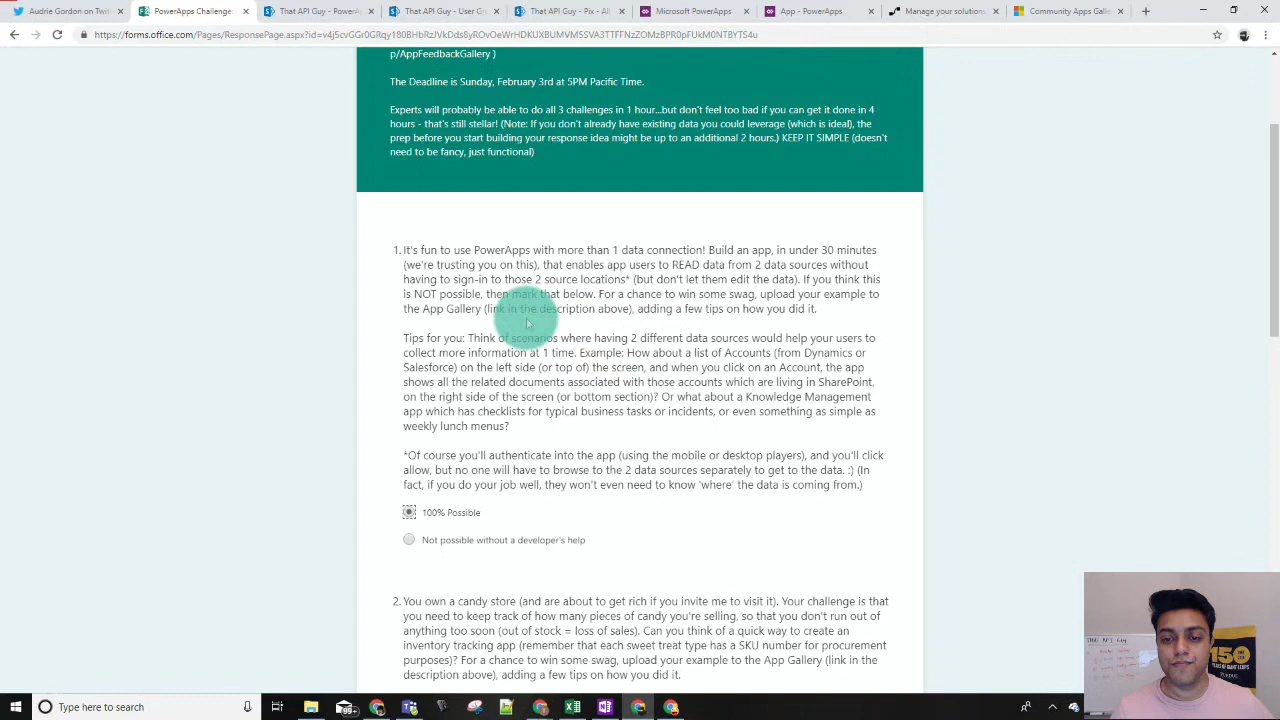 Audrie Gordon on Twitter
PowerApps Challenge
That API Guy - Twitter
That API Guy - User Gro
That API Guy - Pix - Alle
Microsoft PowerApps
App - PowerApps
Manage your solutions
Community Apps Galler
https://forms.office.com/Pages/ResponsePage.aspx?id=v4j5cvGGr0GRqy180BHbRzJVkDds8yROvOeWrHDKUXBUMVM5SVA3TTFFNzZOMzBPR0pFUkM0NTBYTS4u
p/AppFeedbackGallery )
The Deadline is Sunday, February 3rd at 5PM Pacific Time.
Experts will probably be able to do all 3 challenges in 1 hour...but don't feel too bad if you can get it done in 4
hours - that's still stellar! (Note: If you don't already have existing data you could leverage (which is ideal), the
prep before you start building your response idea might be up to an additional 2 hours.) KEEP IT SIMPLE (doesn't
need to be fancy, just functional)
1. It's fun to use PowerApps with more than 1 data connection! Build an app, in under 30 minutes
(we're trusting you on this), that enables app users to READ data from 2 data sources without
having to sign-in to those 2 source locations* (but don't let them edit the data). If you think this
is NOT possible, then mark that below. For a chance to win some swag, upload your example to
the App Gallery (link in the description above), adding a few tips on how you did it.
Tips for you: Think of scenarios where having 2 different data sources would help your users to
collect more information at 1 time. Example: How about a list of Accounts (from Dynamics or
Salesforce) on the left side (or top of) the screen, and when you click on an Account, the app
shows all the related documents associated with those accounts which are living in SharePoint,
on the right side of the screen (or bottom section)? Or what about a Knowledge Management
app which has checklists for typical business tasks or incidents, or even something as simple as
weekly lunch menus?
*Of course you'll authenticate into the app (using the mobile or desktop players), and you'll click
allow, but no one will have to browse to the 2 data sources separately to get to the data. :) (In
fact, if you do your job well, they won't even need to know 'where' the data is coming from.)
100% Possible
Not possible without a developer's help
2. You own a candy store (and are about to get rich if you invite me to visit it). Your challenge is that
you need to keep track of how many pieces of candy you're selling, so that you don't run out of
anything too soon (out of stock = loss of sales). Can you think of a quick way to create an
inventory tracking app (remember that each sweet treat type has a SKU number for procurement
purposes)? For a chance to win some swag, upload your example to the App Gallery (link in the
description above), adding a few tips on how you did it.
Type here to search
99+
THAT API GUY
150
YEARS OF GIANT LEAPS
PURDUE